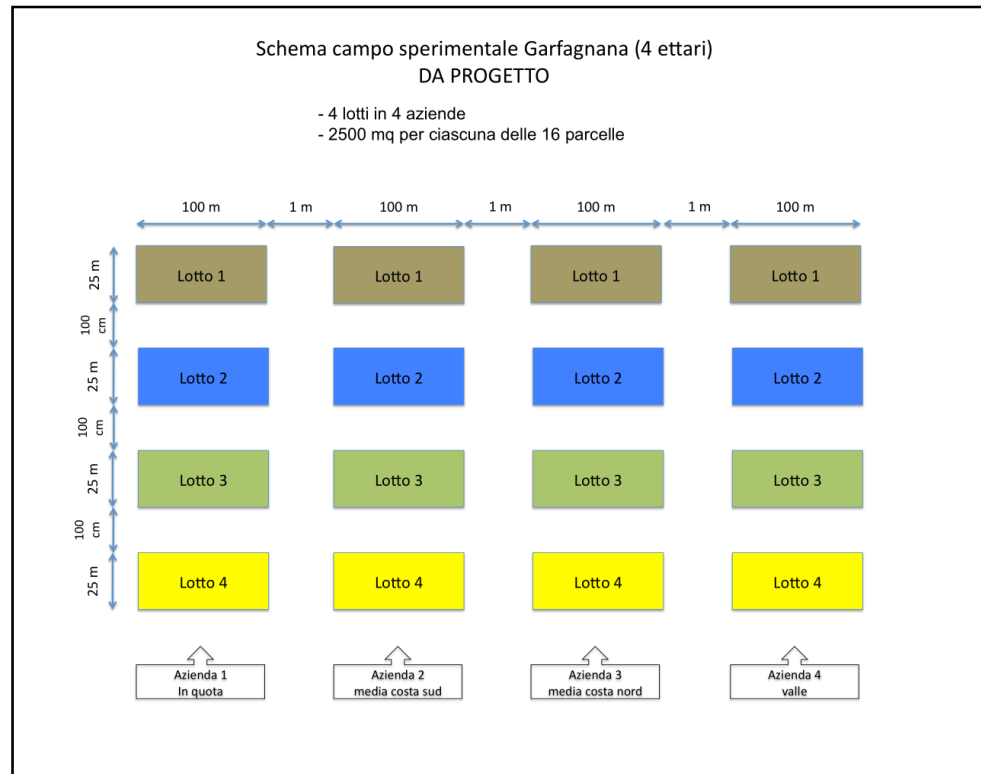 Schema campo sperimentale Garfagnana (4 ettari)
DA PROGETTO
- 4 lotti in 4 aziende
- 2500 mq per ciascuna delle 16 parcelle
100 m 1 m 100 m 1 m 100 m 1 m 100 m
25 m Lotto 1 Lotto 1 Lotto 1 Lotto 1
100
cm
25 m Lotto 2 Lotto 2 Lotto 2 Lotto 2
100
cm
25 m Lotto 3 Lotto 3 Lotto 3 Lotto 3
100
cm
25 m Lotto 4 Lotto 4 Lotto 4 Lotto 4
Azienda 1 Azienda 2 Azienda 3 Azienda 4
In quota media costa sud media costa nord valle